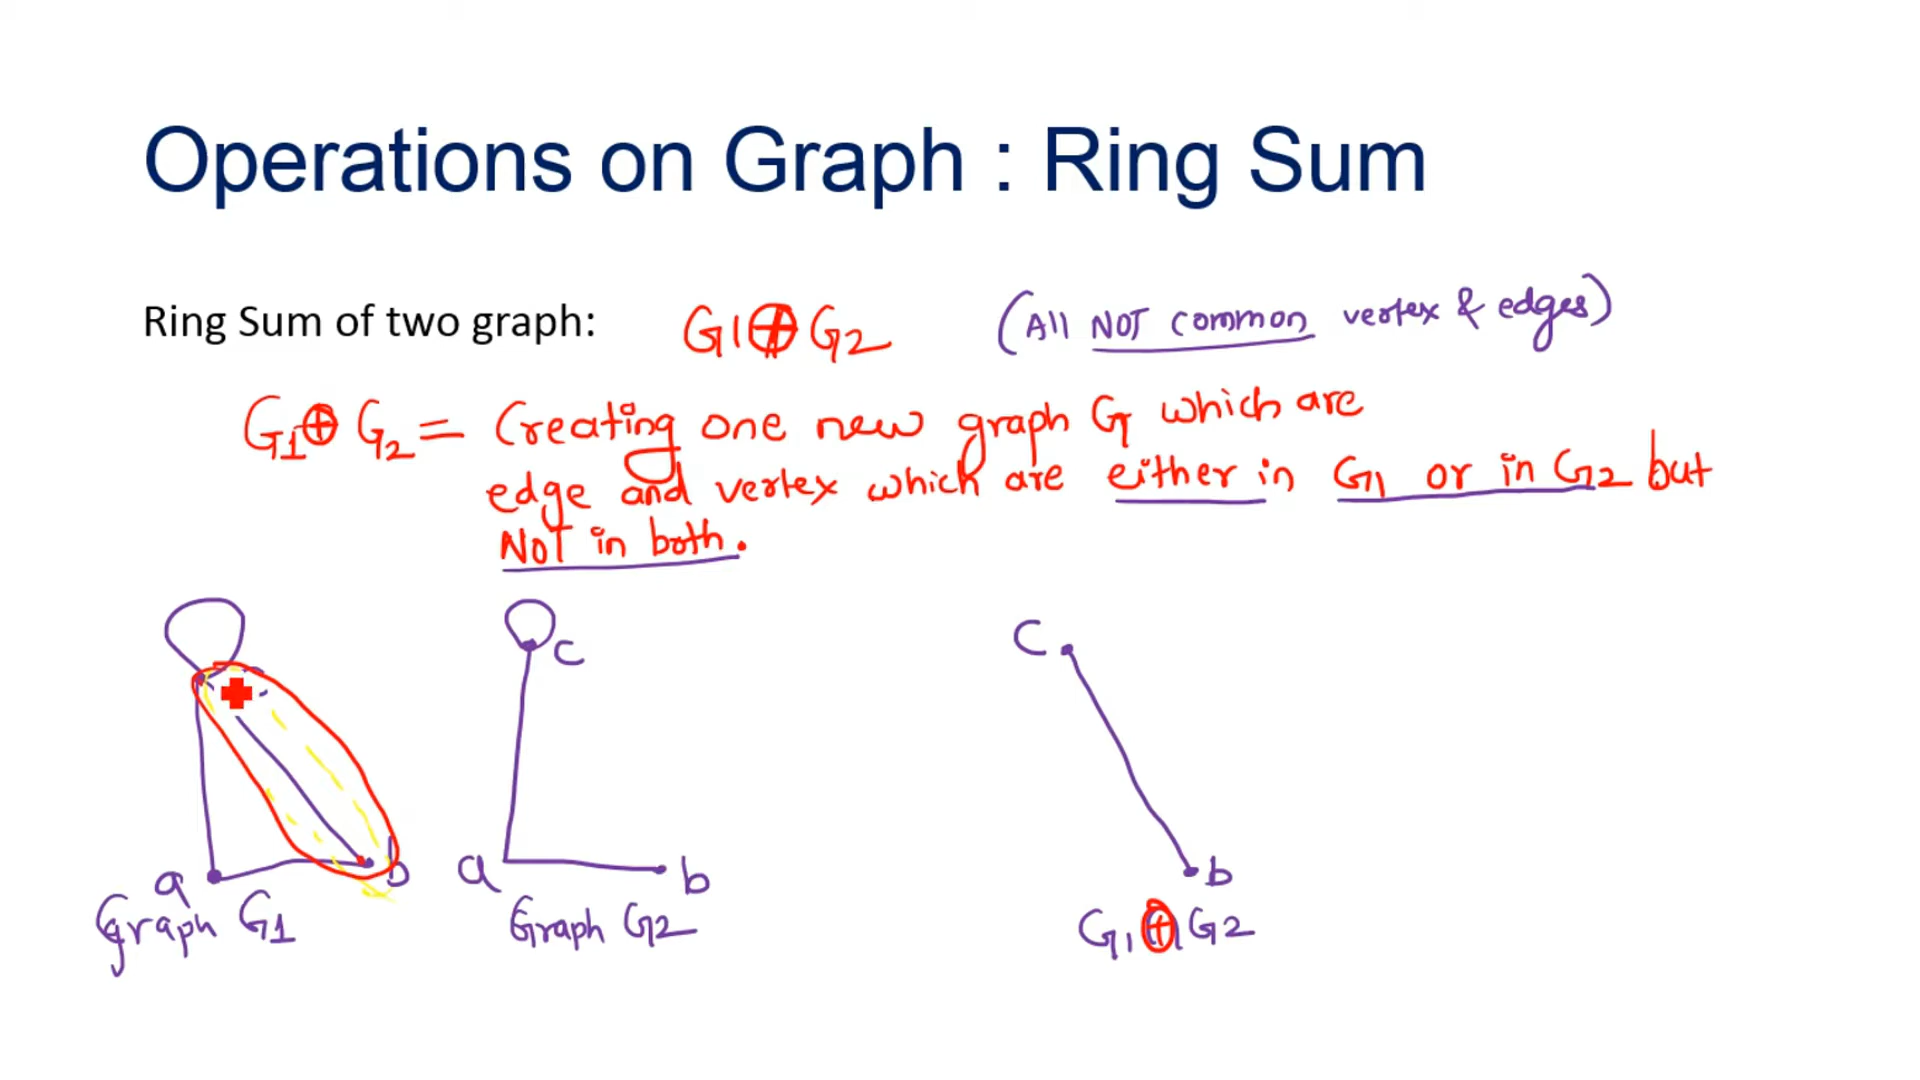 Operations on Graph : Ring Sum
Ring Sum of two graph: G1⊕G2 (All NOT common vertex & edges)
G1⊕G2 = Creating one new graph G which are
edge and vertex which are either in G1 or in G2 but
NOT in both.
c
C
a b
a b
b
Graph G1 Graph G2 G1⊕G2